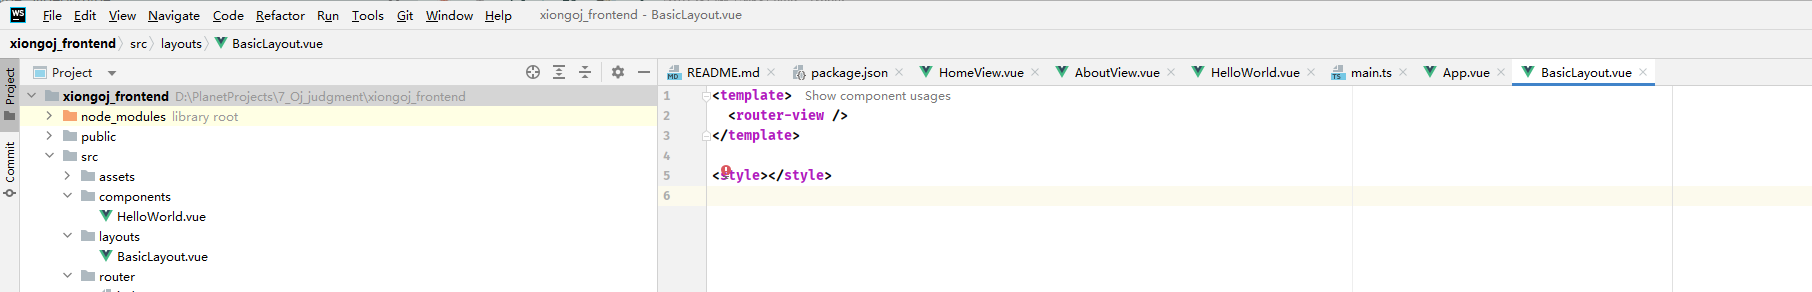 WS File Edit View Navigate Code Refactor Run Tools Git Window Help xiongoj_frontend - BasicLayout.vue
xiongoj_frontend src layouts BasicLayout.vue
Project
Commit
Project
xiongoj_frontend D:\PlanetProjects\7_Oj_judgment\xiongoj_frontend
node_modules library root
public
src
assets
components
HelloWorld.vue
layouts
BasicLayout.vue
router
README.md package.json HomeView.vue AboutView.vue HelloWorld.vue main.ts App.vue BasicLayout.vue
1 <template> Show component usages
2 <router-view />
3 </template>
4
5 <style></style>
6